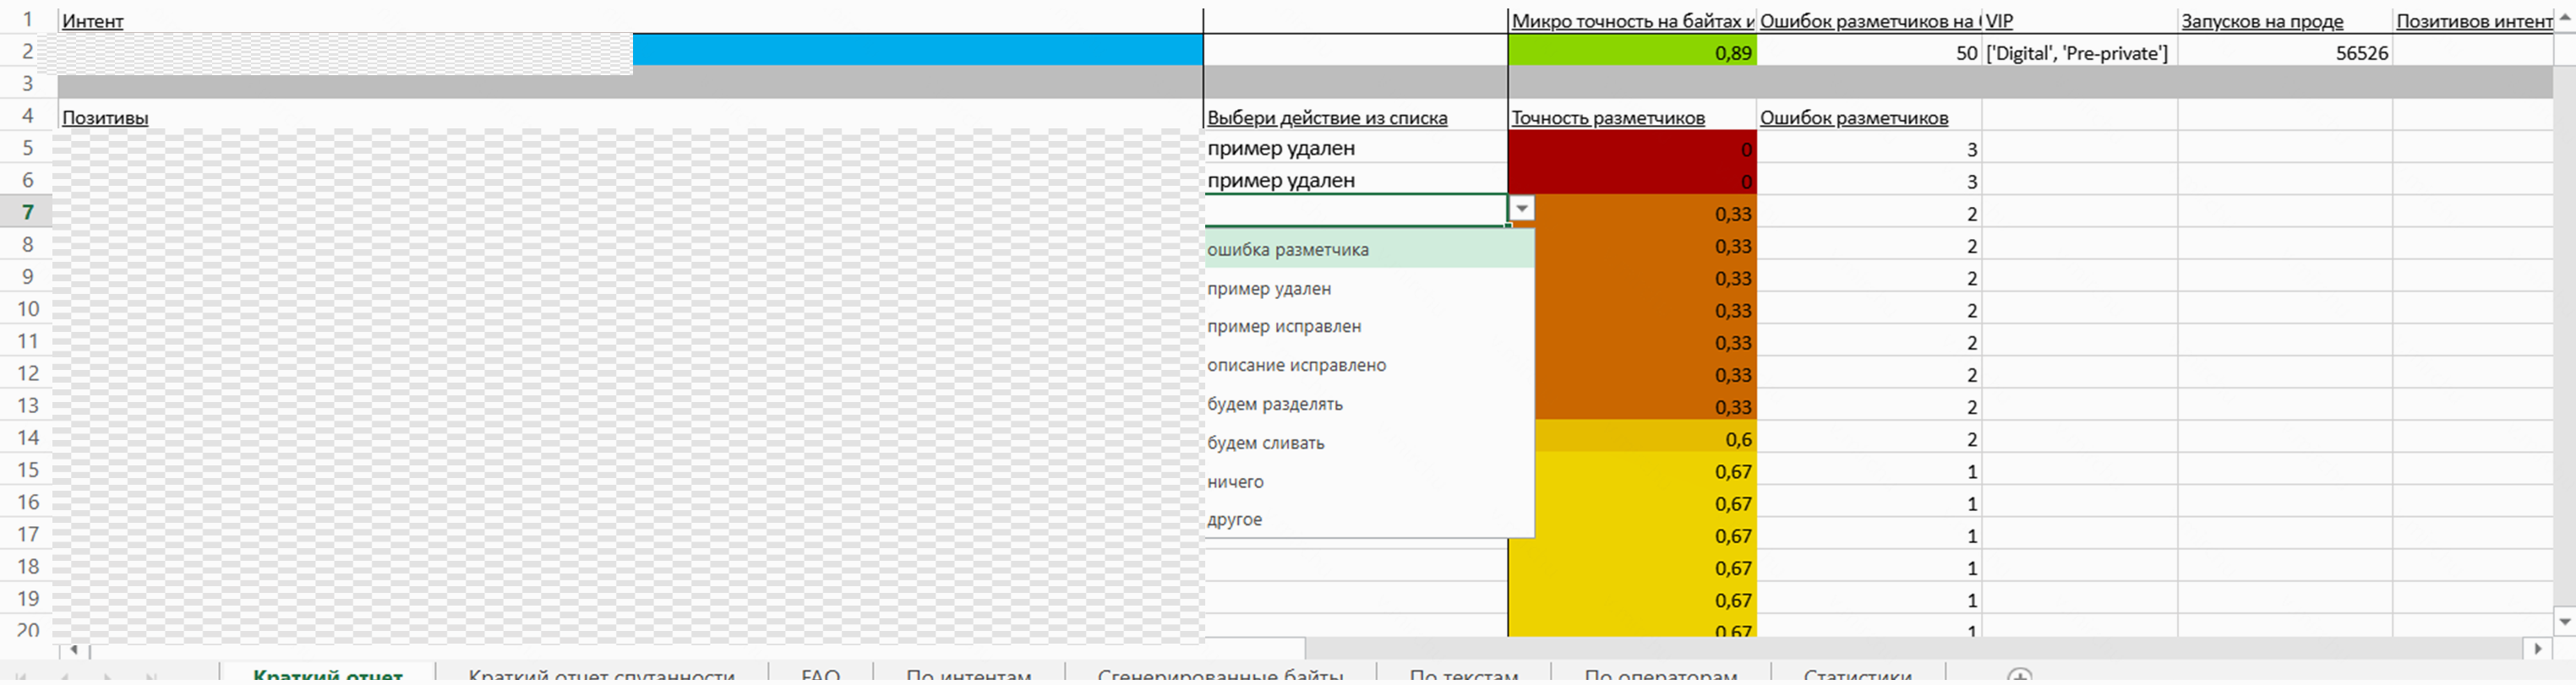 1 Интент Микро точность на байтах и Ошибок разметчиков на VIP Запусков на проде Позитивов интент
2 0,89 50 ['Digital', 'Pre-private'] 56526
3
4 Позитивы Выбери действие из списка Точность разметчиков Ошибок разметчиков
5 пример удален 0 3
6 пример удален 0 3
7 0,33 2
8 ошибка разметчика 0,33 2
9 пример удален 0,33 2
10 пример исправлен 0,33 2
11 описание исправлено 0,33 2
12 0,33 2
13 будем разделять 0,33 2
14 будем сливать 0,6 2
15 ничего 0,67 1
16 другое 0,67 1
17 0,67 1
18 0,67 1
19 0,67 1
20 0,67 1
Краткий отчет Краткий отчет спутанности FAQ По интентам Сгенерированные байты По текстам По операторам Статистики